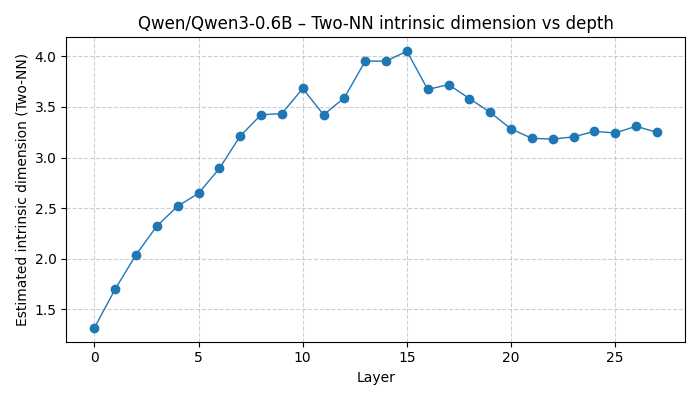 Qwen/Qwen3-0.6B – Two-NN intrinsic dimension vs depth
Estimated intrinsic dimension (Two-NN)
4.0
3.5
3.0
2.5
2.0
1.5
0 5 10 15 20 25
Layer